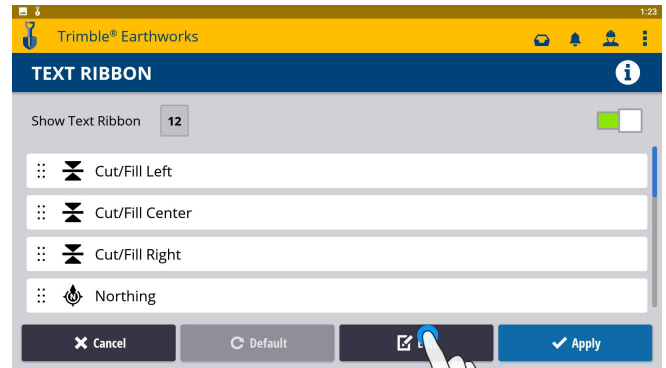 1:23
Trimble® Earthworks
TEXT RIBBON
Show Text Ribbon 12
Cut/Fill Left
Cut/Fill Center
Cut/Fill Right
Northing
Cancel Default Apply